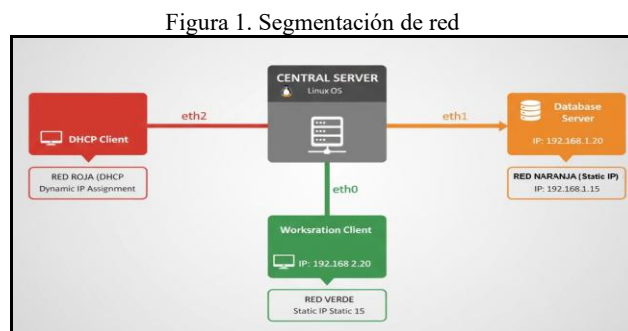 Figura 1. Segmentación de red
CENTRAL SERVER
Linux OS
eth2
eth1
eth0
DHCP Client
RED ROJA (DHCP
Dynamic IP Assignment
Database
Server
IP: 192.168.1.20
RED NARANJA (Static IP)
IP: 192.168.1.15
Worksration Client
IP: 192.168 2.20
RED VERDE
Static IP Static 15